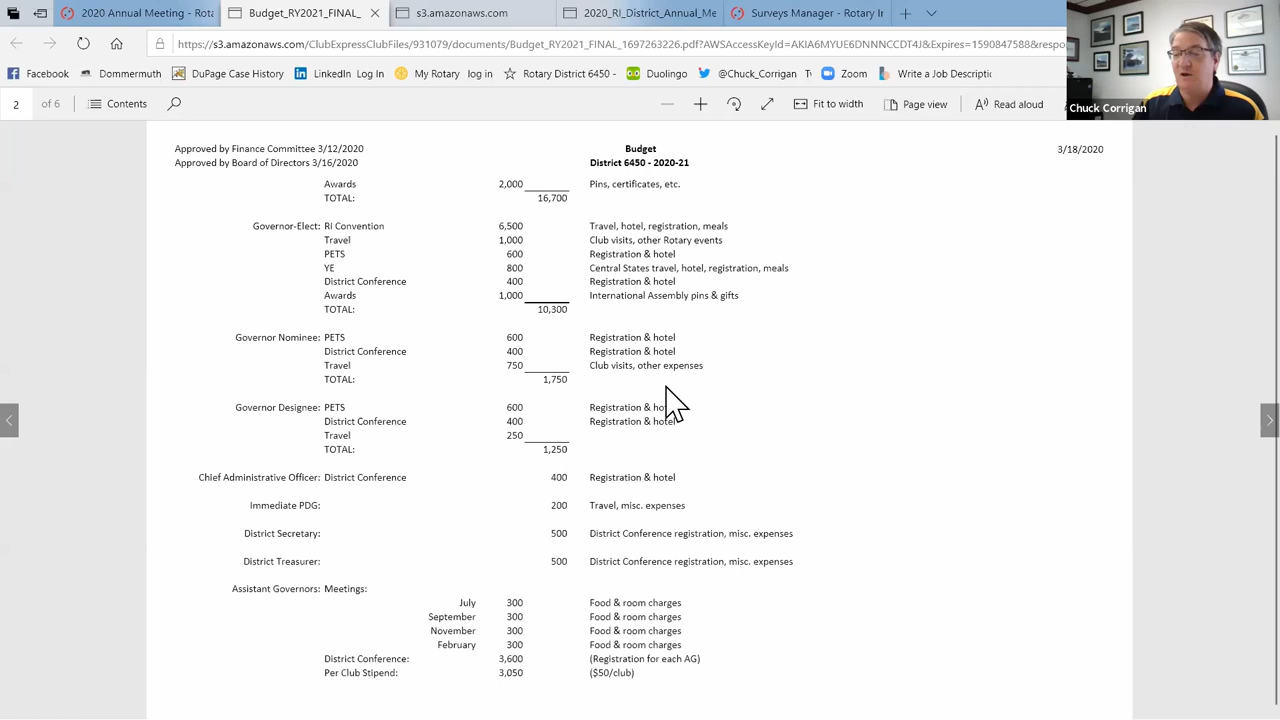 2020 Annual Meeting - Rot
Budget_RY2021_FINAL_
s3.amazonaws.com
2020_RI_District_Annual_Me
Surveys Manager - Rotary In
https://s3.amazonaws.com/ClubExpressClubFiles/931079/documents/Budget_RY2021_FINAL_1697263226.pdf?AWSAccessKeyId=AKIA6MYUE6DNNNCCDT4J&Expires=1590847588&respo
Facebook Dommermuth DuPage Case History LinkedIn Log In My Rotary log in Rotary District 6450 - Duolingo @Chuck_Corrigan Zoom Write a Job Descripti
2 of 6 Contents Fit to width Page view Read aloud
Chuck Corrigan
Approved by Finance Committee 3/12/2020 Budget 3/18/2020
Approved by Board of Directors 3/16/2020 District 6450 - 2020-21
Awards 2,000 Pins, certificates, etc.
TOTAL: 16,700
Governor-Elect: RI Convention 6,500 Travel, hotel, registration, meals
Travel 1,000 Club visits, other Rotary events
PETS 600 Registration & hotel
YE 800 Central States travel, hotel, registration, meals
District Conference 400 Registration & hotel
Awards 1,000 International Assembly pins & gifts
TOTAL: 10,300
Governor Nominee: PETS 600 Registration & hotel
District Conference 400 Registration & hotel
Travel 750 Club visits, other expenses
TOTAL: 1,750
Governor Designee: PETS 600 Registration & ho
District Conference 400 Registration & hotel
Travel 250
TOTAL: 1,250
Chief Administrative Officer: District Conference 400 Registration & hotel
Immediate PDG: 200 Travel, misc. expenses
District Secretary: 500 District Conference registration, misc. expenses
District Treasurer: 500 District Conference registration, misc. expenses
Assistant Governors: Meetings:
July 300 Food & room charges
September 300 Food & room charges
November 300 Food & room charges
February 300 Food & room charges
District Conference: 3,600 (Registration for each AG)
Per Club Stipend: 3,050 ($50/club)